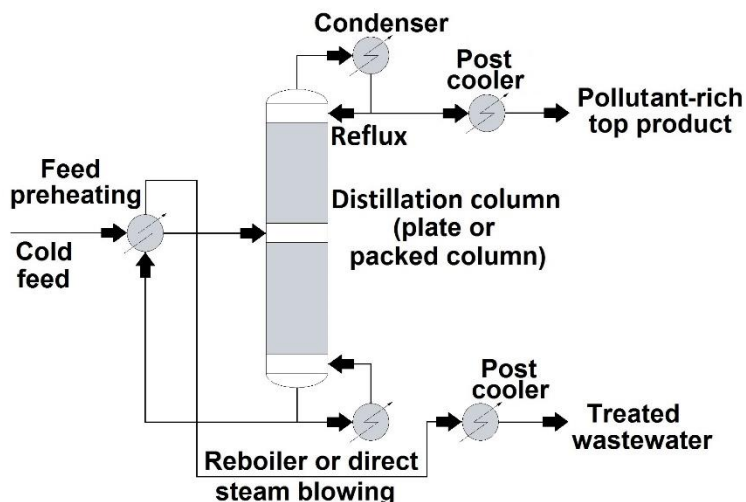 Condenser
Post
cooler
Pollutant-rich
top product
Reflux
Feed
preheating
Distillation column
(plate or
packed column)
Cold
feed
Post
cooler
Treated
wastewater
Reboiler or direct
steam blowing